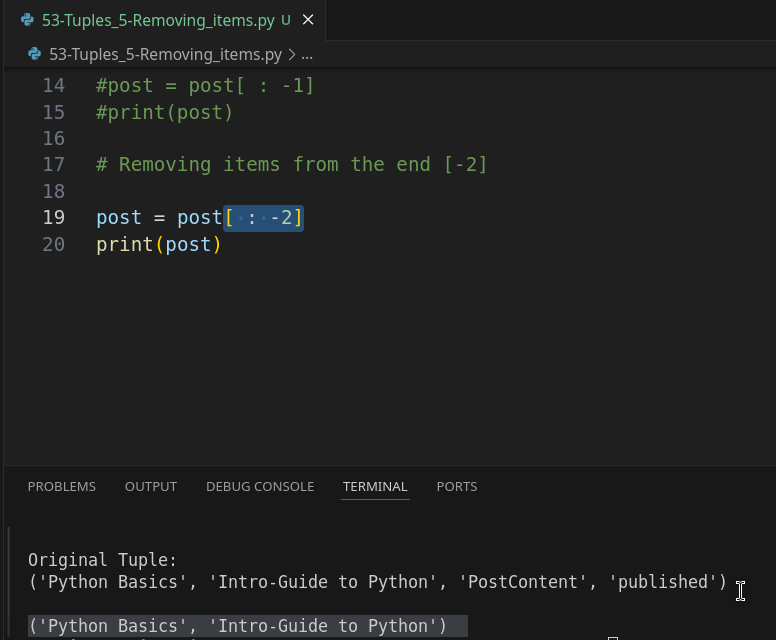 53-Tuples_5-Removing_items.py U
53-Tuples_5-Removing_items.py > ...
14 #post = post[ : -1]
15 #print(post)
16
17 # Removing items from the end [-2]
18
19 post = post[ : -2]
20 print(post)
PROBLEMS OUTPUT DEBUG CONSOLE TERMINAL PORTS
Original Tuple:
('Python Basics', 'Intro-Guide to Python', 'PostContent', 'published')
('Python Basics', 'Intro-Guide to Python')